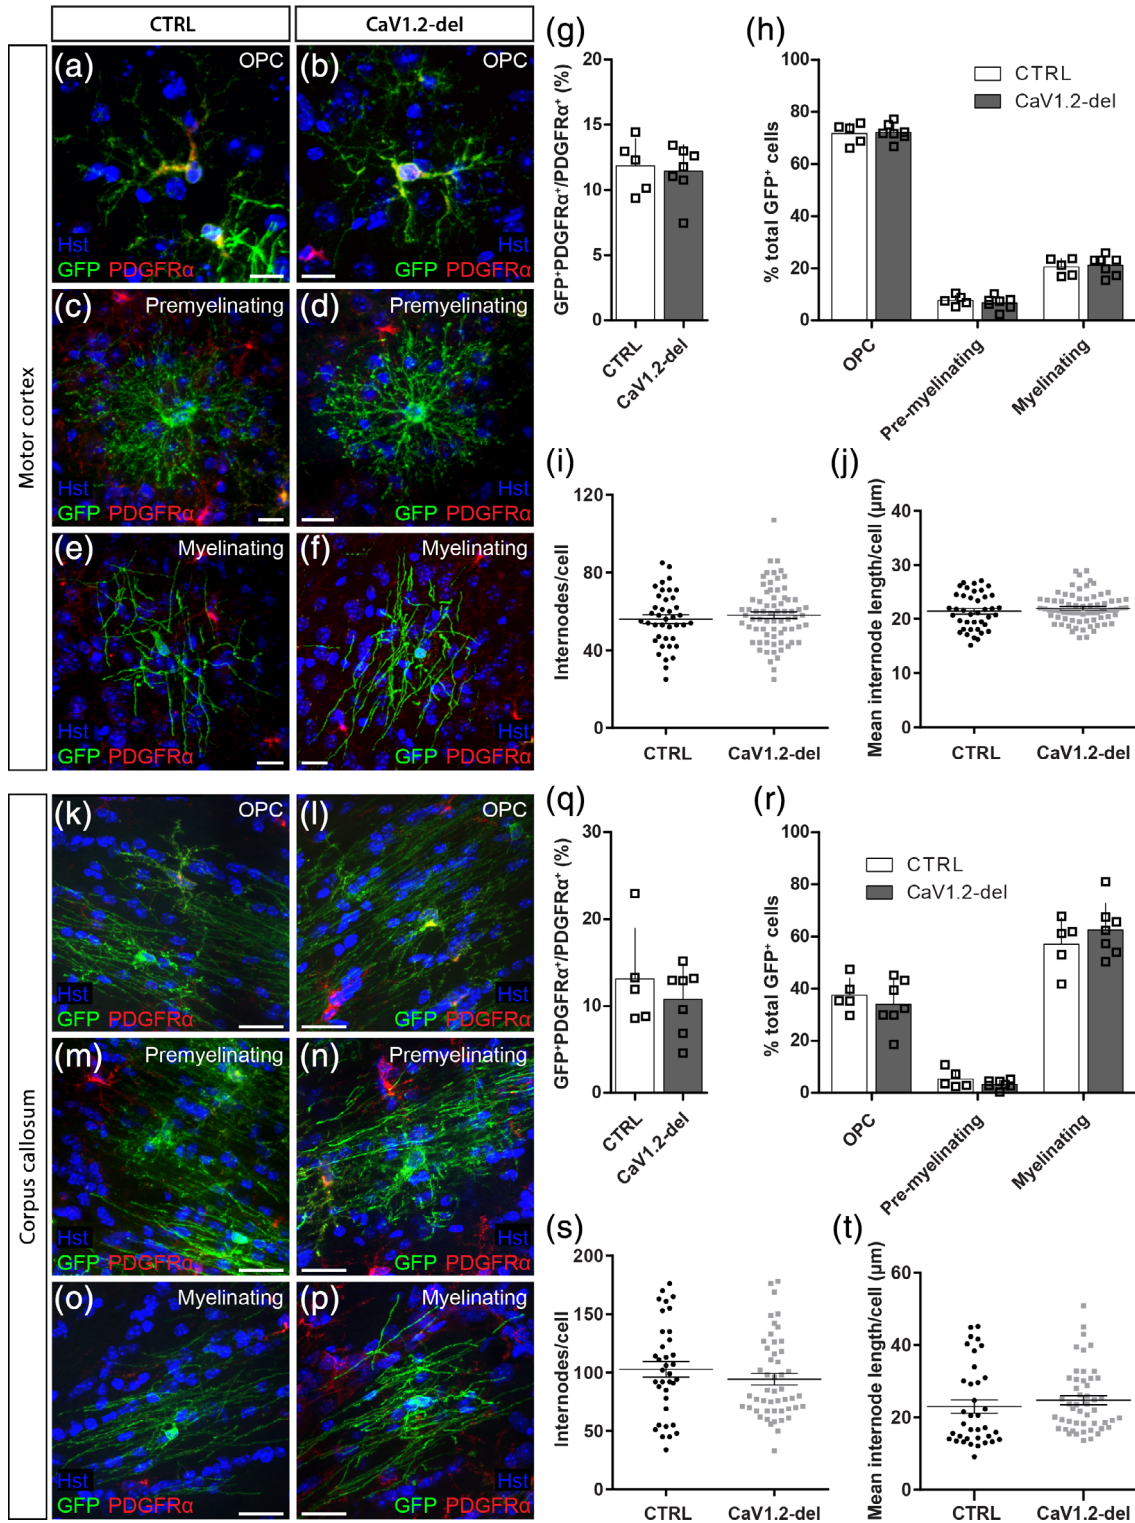 CTRL
CaV1.2-del
Motor cortex
(a)
OPC
Hst
GFP PDGFRα
(b)
OPC
Hst
GFP PDGFRα
(c)
Premyelinating
Hst
GFP PDGFRα
(d)
Premyelinating
Hst
GFP PDGFRα
(e)
Myelinating
Hst
GFP PDGFRα
(f)
Myelinating
Hst
GFP PDGFRα
(g)
GFP⁺PDGFRα⁺/PDGFRα⁺ (%)
20
15
10
5
0
CTRL
CaV1.2-del
(h)
% total GFP⁺ cells
100
80
60
40
20
0
CTRL
CaV1.2-del
OPC
Pre-myelinating
Myelinating
(i)
Internodes/cell
120
80
40
0
CTRL
CaV1.2-del
(j)
Mean internode length/cell (µm)
40
30
20
10
0
CTRL
CaV1.2-del
Corpus callosum
(k)
OPC
Hst
GFP PDGFRα
(l)
OPC
Hst
GFP PDGFRα
(m)
Premyelinating
Hst
GFP PDGFRα
(n)
Premyelinating
Hst
GFP PDGFRα
(o)
Myelinating
Hst
GFP PDGFRα
(p)
Myelinating
Hst
GFP PDGFRα
(q)
GFP⁺PDGFRα⁺/PDGFRα⁺ (%)
30
20
10
0
CTRL
CaV1.2-del
(r)
% total GFP⁺ cells
100
80
60
40
20
0
CTRL
CaV1.2-del
OPC
Pre-myelinating
Myelinating
(s)
Internodes/cell
200
150
100
50
0
CTRL
CaV1.2-del
(t)
Mean internode length/cell (µm)
60
40
20
0
CTRL
CaV1.2-del